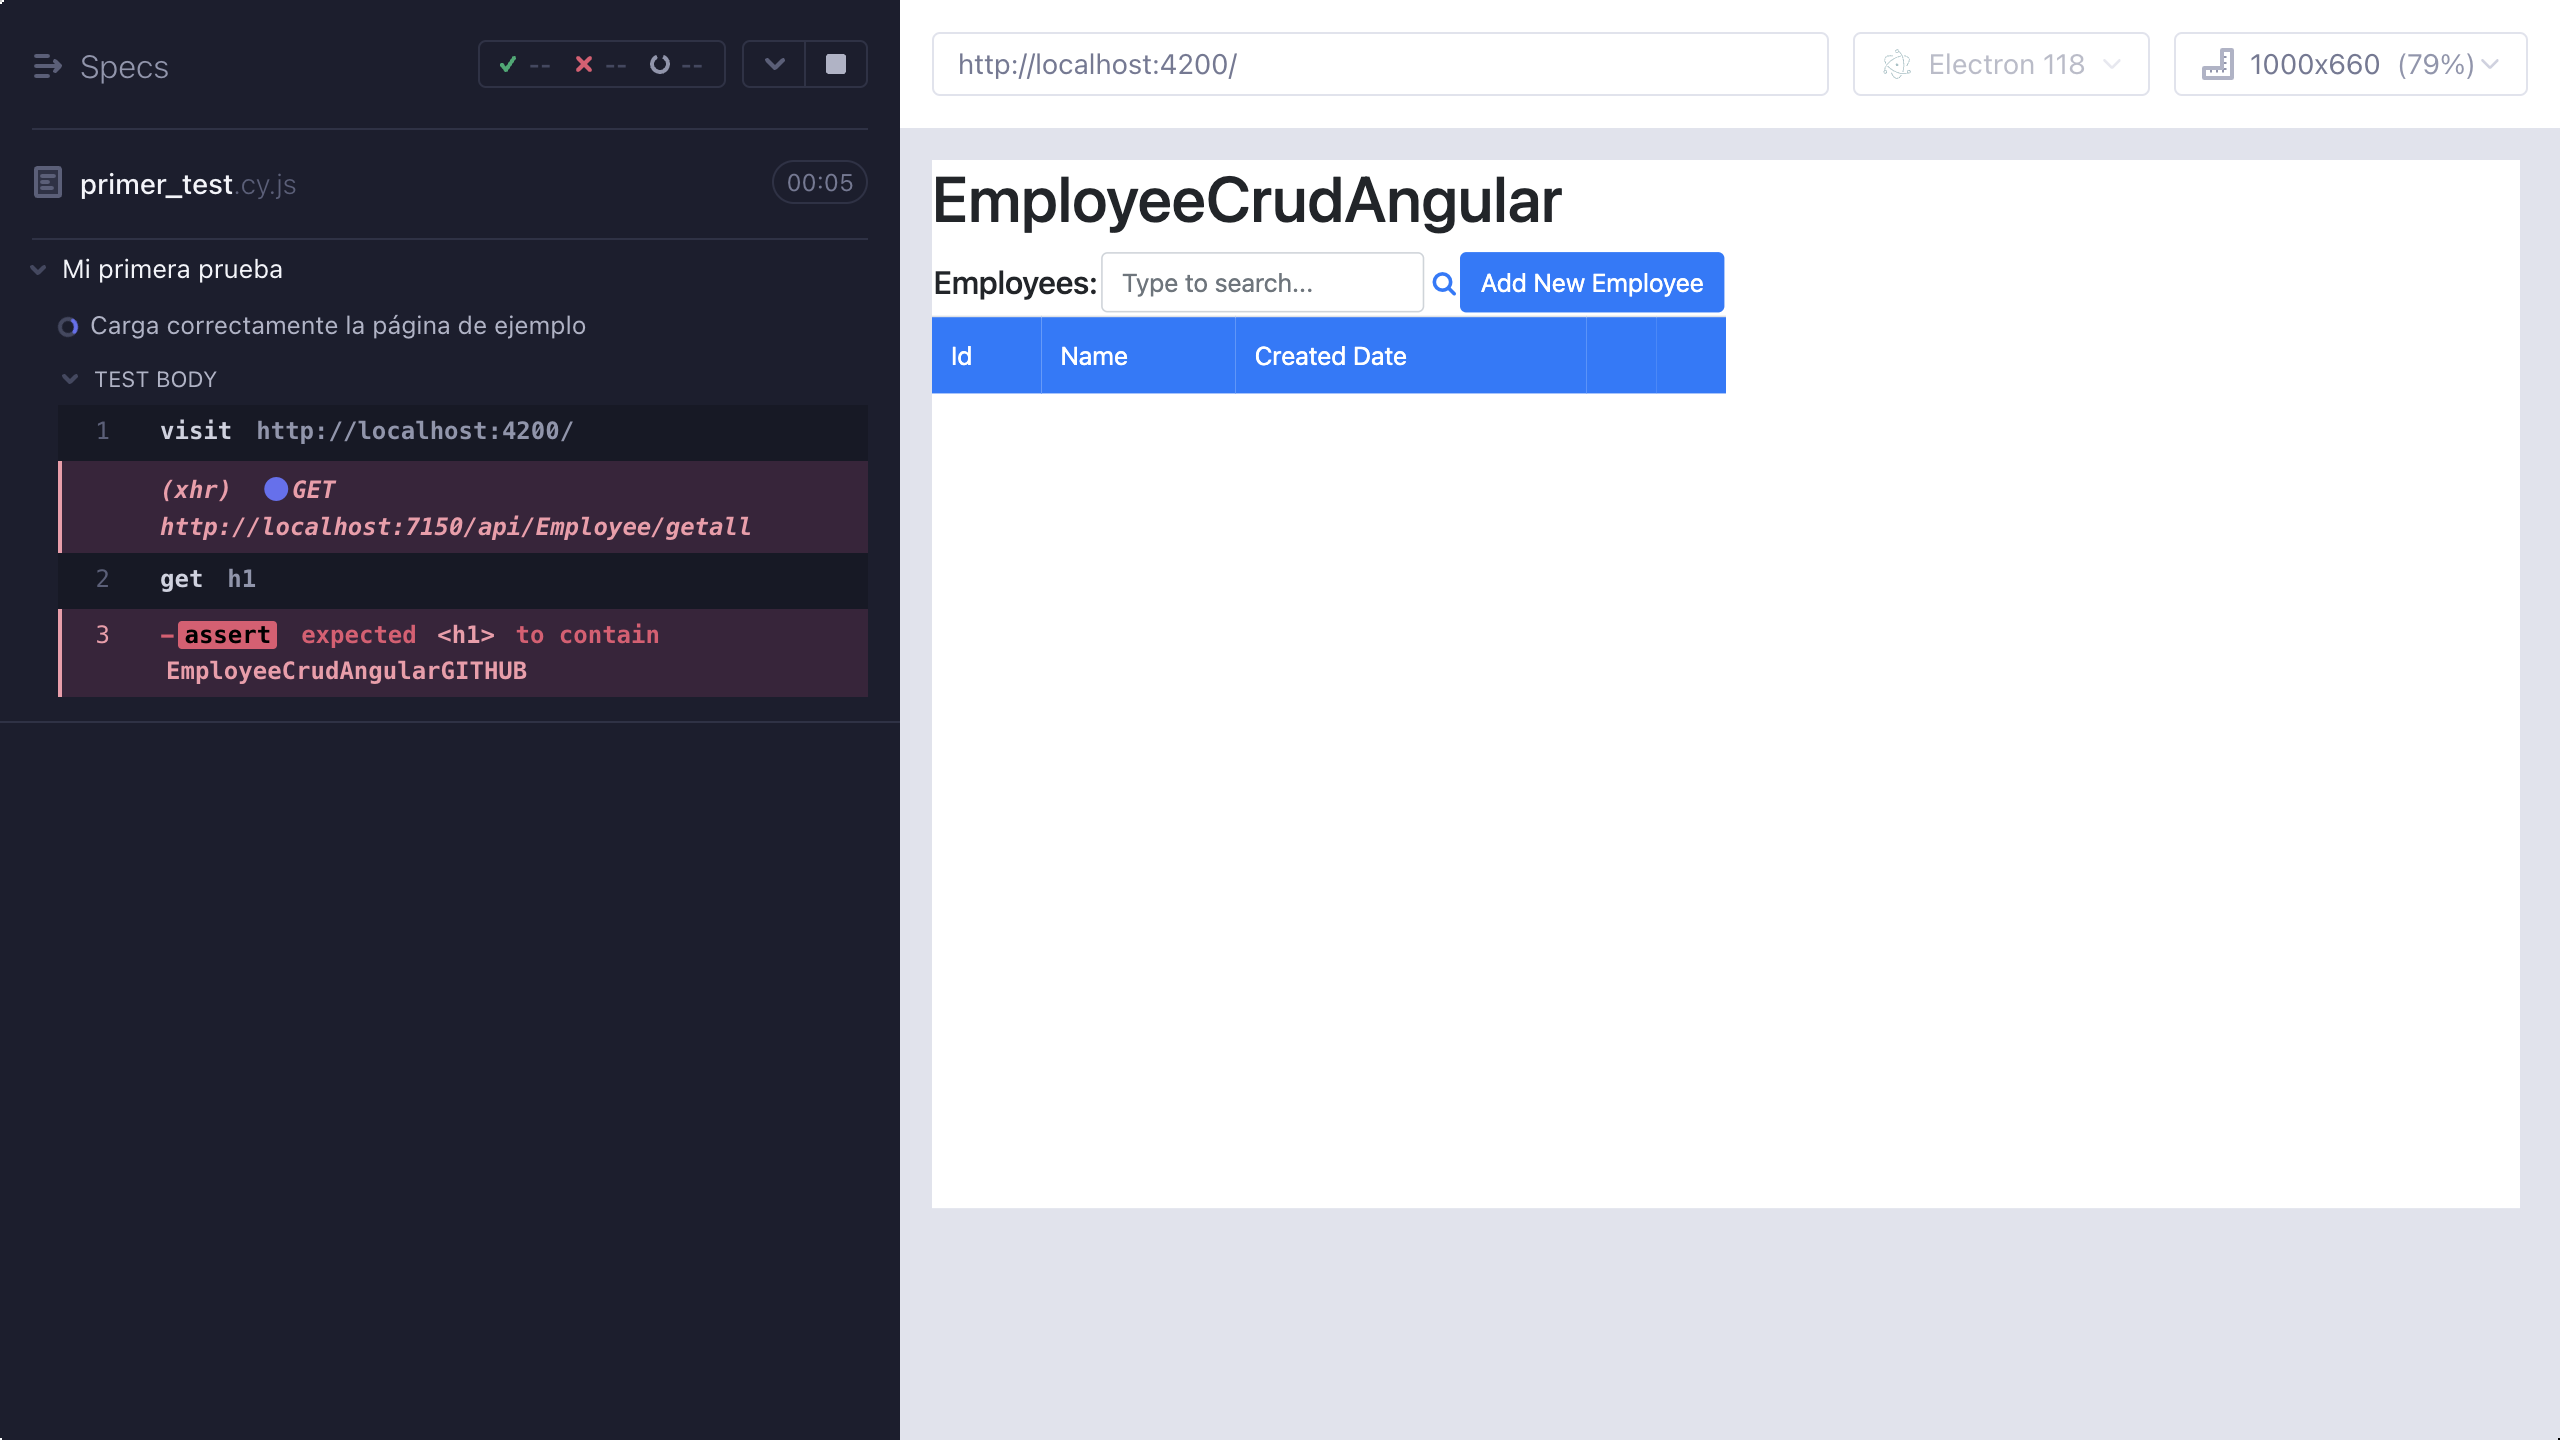 Specs
-- -- --
primer_test.cy.js 00:05
Mi primera prueba
Carga correctamente la página de ejemplo
TEST BODY
1 visit http://localhost:4200/
(xhr) GET
http://localhost:7150/api/Employee/getall
2 get h1
3 -assert expected <h1> to contain
EmployeeCrudAngularGITHUB
http://localhost:4200/ Electron 118 1000x660 (79%)
EmployeeCrudAngular
Employees: Type to search... Add New Employee
Id Name Created Date